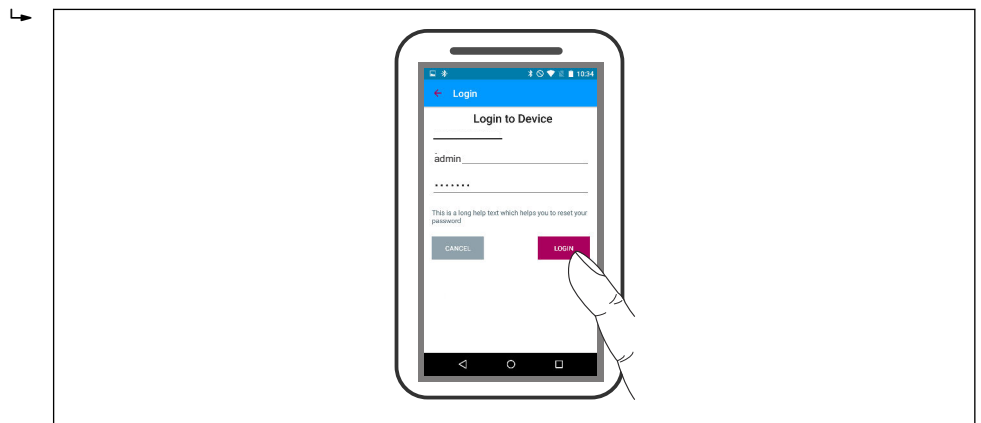 10:34
Login
Login to Device
admin
.......
This is a long help text which helps you to reset your
password
CANCEL
LOGIN